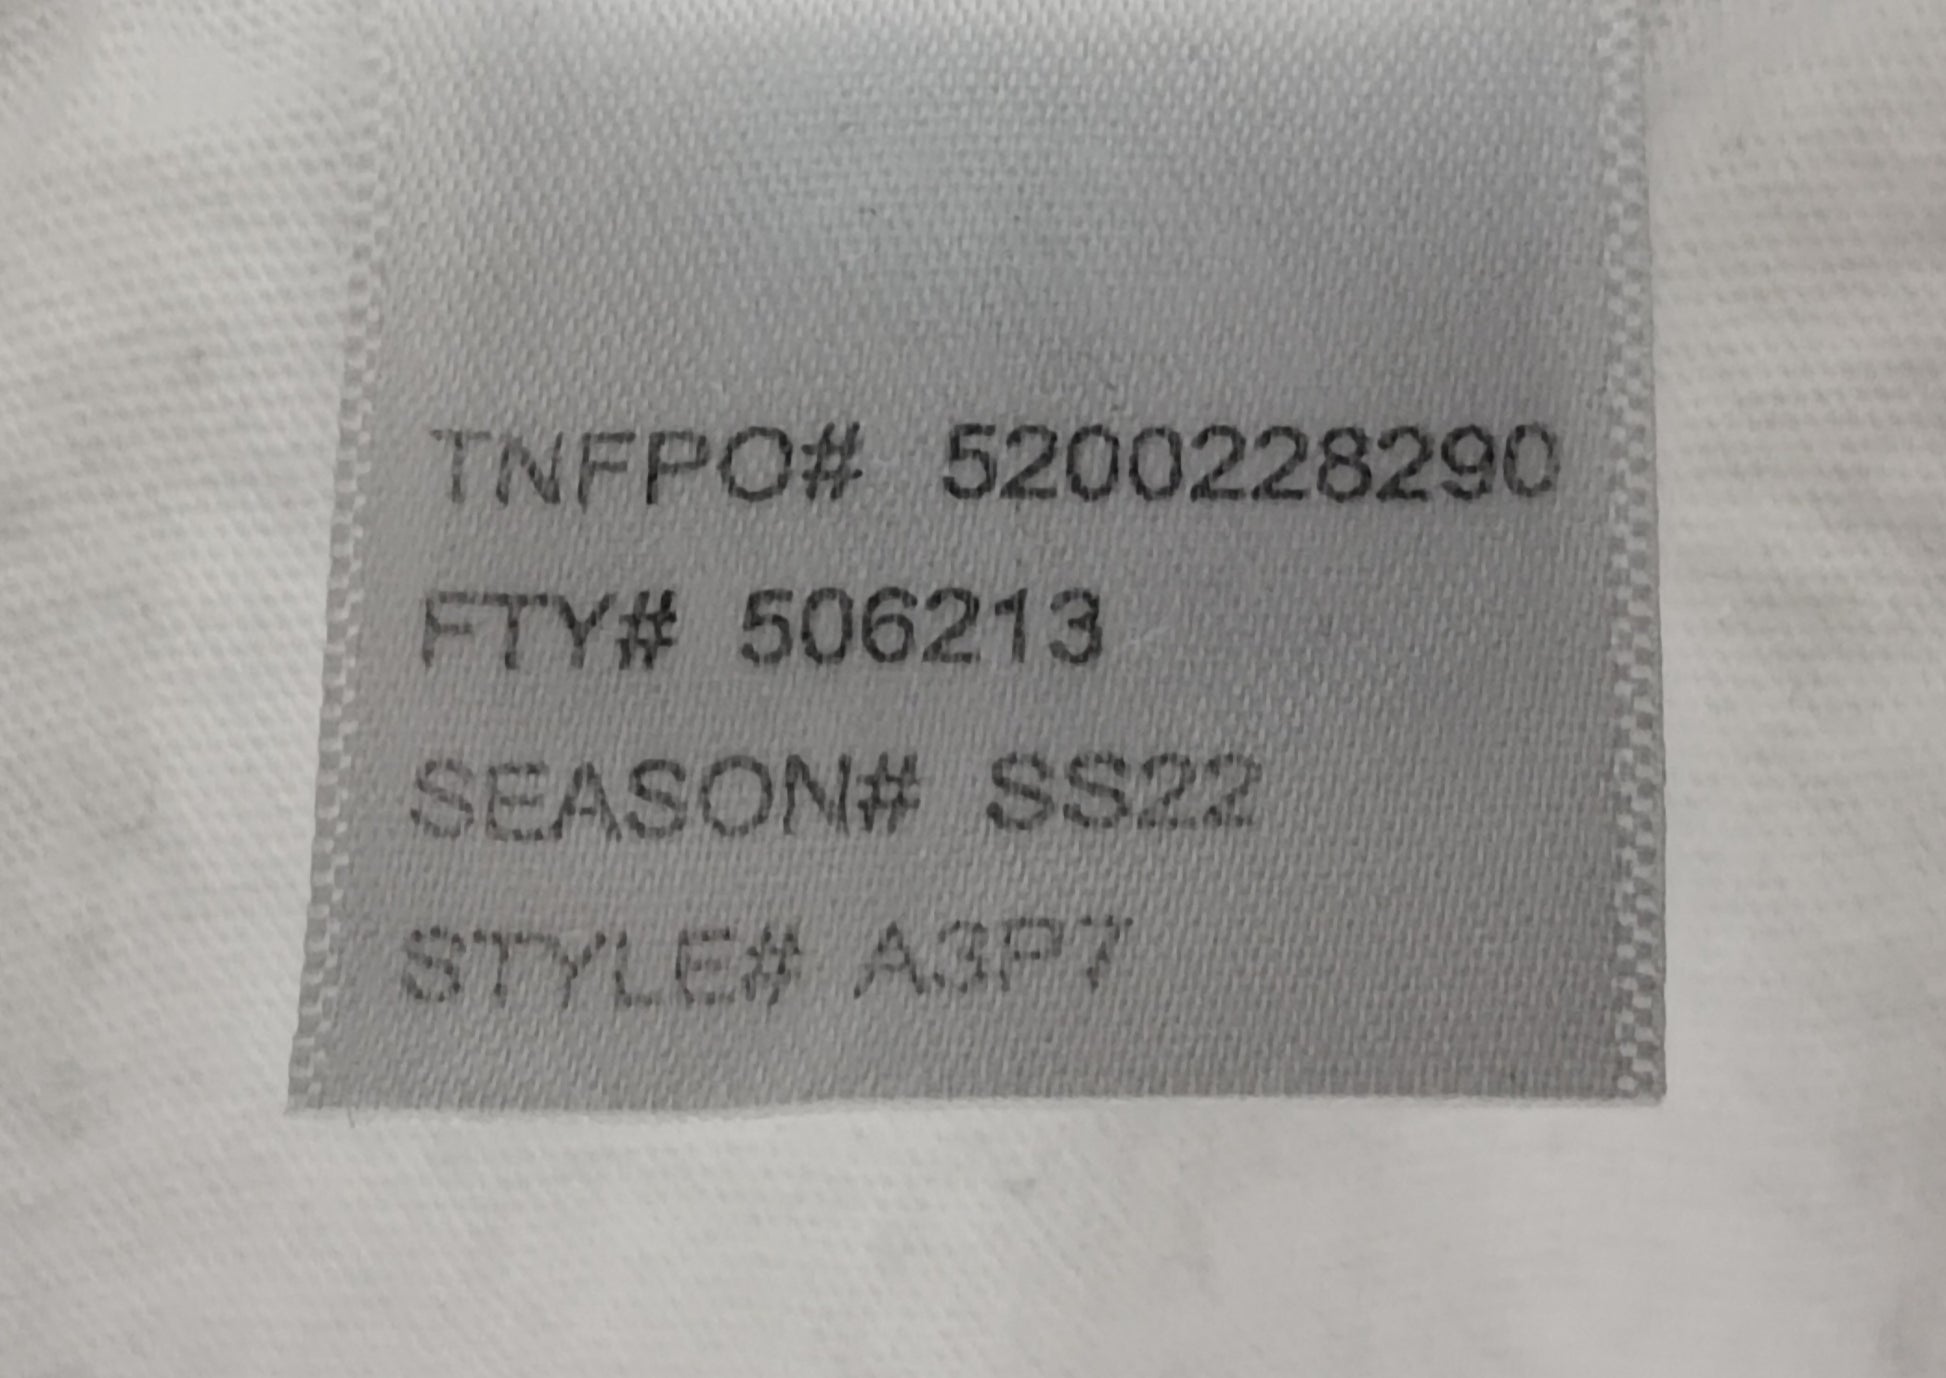 TNFPO# 5200228290
FTY# 506213
SEASON# SS22
STYLE# A3P7